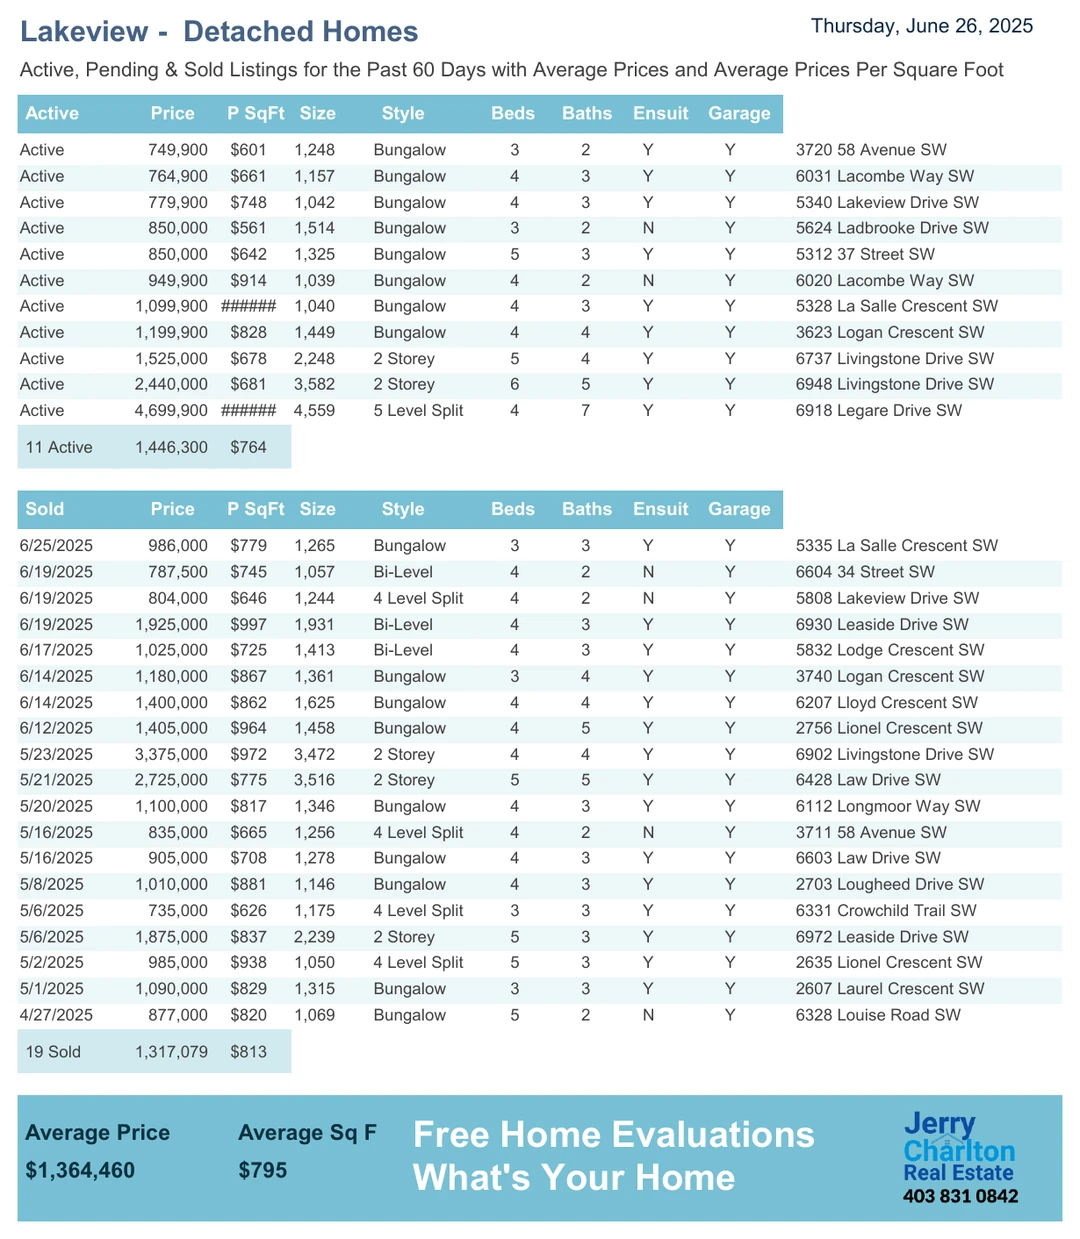 Lakeview -  Detached Homes
Thursday, June 26, 2025
Active, Pending & Sold Listings for the Past 60 Days with Average Prices and Average Prices Per Square Foot
Active Price P SqFt Size Style Beds Baths Ensuit Garage
Active 749,900 $601 1,248 Bungalow 3 2 Y Y 3720 58 Avenue SW
Active 764,900 $661 1,157 Bungalow 4 3 Y Y 6031 Lacombe Way SW
Active 779,900 $748 1,042 Bungalow 4 3 Y Y 5340 Lakeview Drive SW
Active 850,000 $561 1,514 Bungalow 3 2 N Y 5624 Ladbrooke Drive SW
Active 850,000 $642 1,325 Bungalow 5 3 Y Y 5312 37 Street SW
Active 949,900 $914 1,039 Bungalow 4 2 N Y 6020 Lacombe Way SW
Active 1,099,900 ###### 1,040 Bungalow 4 3 Y Y 5328 La Salle Crescent SW
Active 1,199,900 $828 1,449 Bungalow 4 4 Y Y 3623 Logan Crescent SW
Active 1,525,000 $678 2,248 2 Storey 5 4 Y Y 6737 Livingstone Drive SW
Active 2,440,000 $681 3,582 2 Storey 6 5 Y Y 6948 Livingstone Drive SW
Active 4,699,900 ###### 4,559 5 Level Split 4 7 Y Y 6918 Legare Drive SW
11 Active 1,446,300 $764
Sold Price P SqFt Size Style Beds Baths Ensuit Garage
6/25/2025 986,000 $779 1,265 Bungalow 3 3 Y Y 5335 La Salle Crescent SW
6/19/2025 787,500 $745 1,057 Bi-Level 4 2 N Y 6604 34 Street SW
6/19/2025 804,000 $646 1,244 4 Level Split 4 2 N Y 5808 Lakeview Drive SW
6/19/2025 1,925,000 $997 1,931 Bi-Level 4 3 Y Y 6930 Leaside Drive SW
6/17/2025 1,025,000 $725 1,413 Bi-Level 4 3 Y Y 5832 Lodge Crescent SW
6/14/2025 1,180,000 $867 1,361 Bungalow 3 4 Y Y 3740 Logan Crescent SW
6/14/2025 1,400,000 $862 1,625 Bungalow 4 4 Y Y 6207 Lloyd Crescent SW
6/12/2025 1,405,000 $964 1,458 Bungalow 4 5 Y Y 2756 Lionel Crescent SW
5/23/2025 3,375,000 $972 3,472 2 Storey 4 4 Y Y 6902 Livingstone Drive SW
5/21/2025 2,725,000 $775 3,516 2 Storey 5 5 Y Y 6428 Law Drive SW
5/20/2025 1,100,000 $817 1,346 Bungalow 4 3 Y Y 6112 Longmoor Way SW
5/16/2025 835,000 $665 1,256 4 Level Split 4 2 N Y 3711 58 Avenue SW
5/16/2025 905,000 $708 1,278 Bungalow 4 3 Y Y 6603 Law Drive SW
5/8/2025 1,010,000 $881 1,146 Bungalow 4 3 Y Y 2703 Lougheed Drive SW
5/6/2025 735,000 $626 1,175 4 Level Split 3 3 Y Y 6331 Crowchild Trail SW
5/6/2025 1,875,000 $837 2,239 2 Storey 5 3 Y Y 6972 Leaside Drive SW
5/2/2025 985,000 $938 1,050 4 Level Split 5 3 Y Y 2635 Lionel Crescent SW
5/1/2025 1,090,000 $829 1,315 Bungalow 3 3 Y Y 2607 Laurel Crescent SW
4/27/2025 877,000 $820 1,069 Bungalow 5 2 N Y 6328 Louise Road SW
19 Sold 1,317,079 $813
Average Price Average Sq F
$1,364,460 $795
Free Home Evaluations
What's Your Home
Jerry
Charlton
Real Estate
403 831 0842